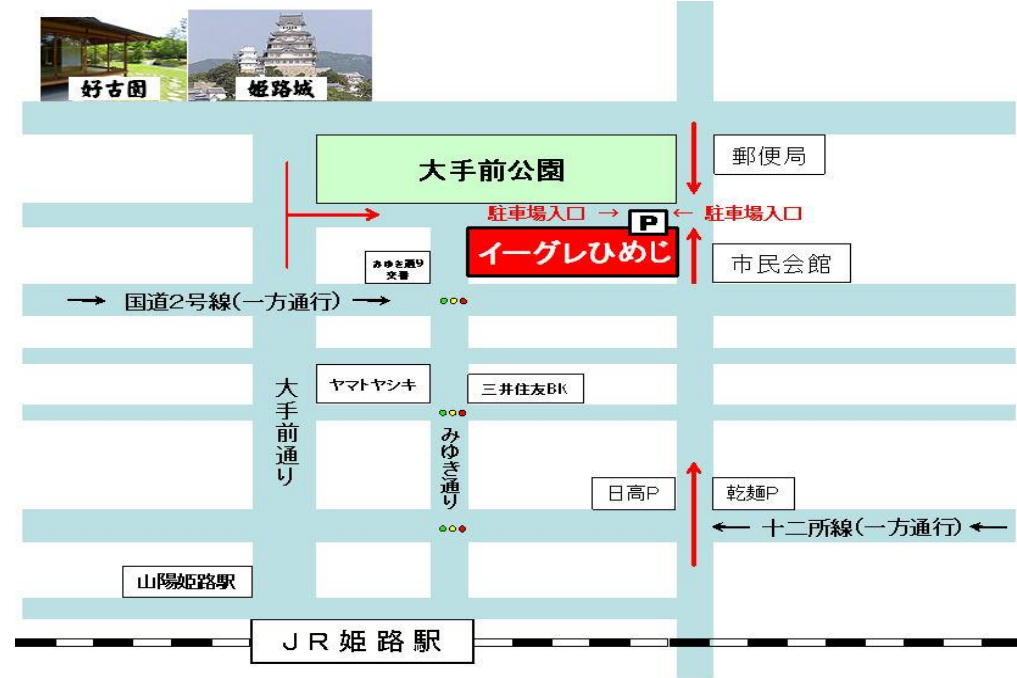 好古園
姫路城
大手前公園
郵便局
駐車場入口 →
P
← 駐車場入口
イーグレひめじ
市民会館
みゆき通り
交番
→ 国道2号線(一方通行) →
ヤマトヤシキ
三井住友BK
大手前通り
みゆき通り
日高P
乾麺P
← 十二所線(一方通行) ←
山陽姫路駅
JR姫路駅